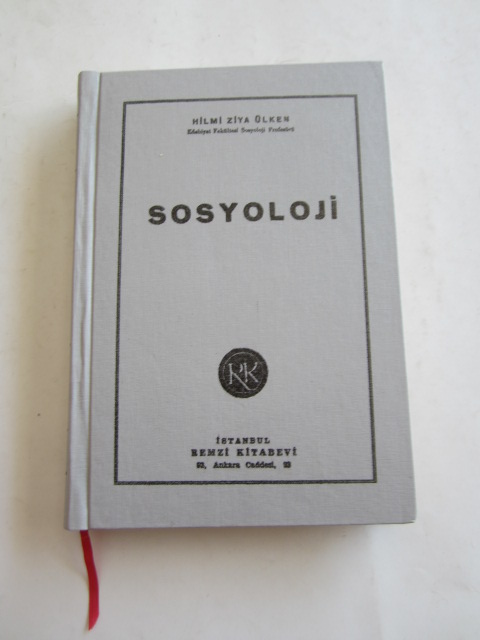 HİLMİ ZİYA ÜLKEN
Edebiyat Fakültesi Sosyoloji Profesörü
SOSYOLOJİ
RK
İSTANBUL
REMZİ KİTABEVİ
93, Ankara Caddesi, 93